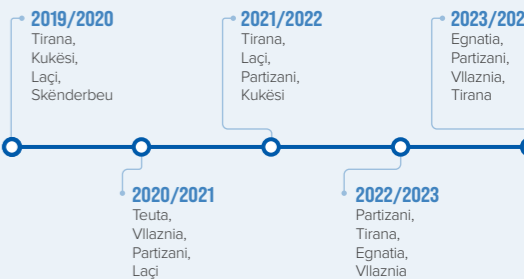 2019/2020
Tirana,
Kukësi,
Laçi,
Skënderbeu
2021/2022
Tirana,
Laçi,
Partizani,
Kukësi
2023/202
Egnatia,
Partizani,
Vllaznia,
Tirana
2020/2021
Teuta,
Vllaznia,
Partizani,
Laçi
2022/2023
Partizani,
Tirana,
Egnatia,
Vllaznia